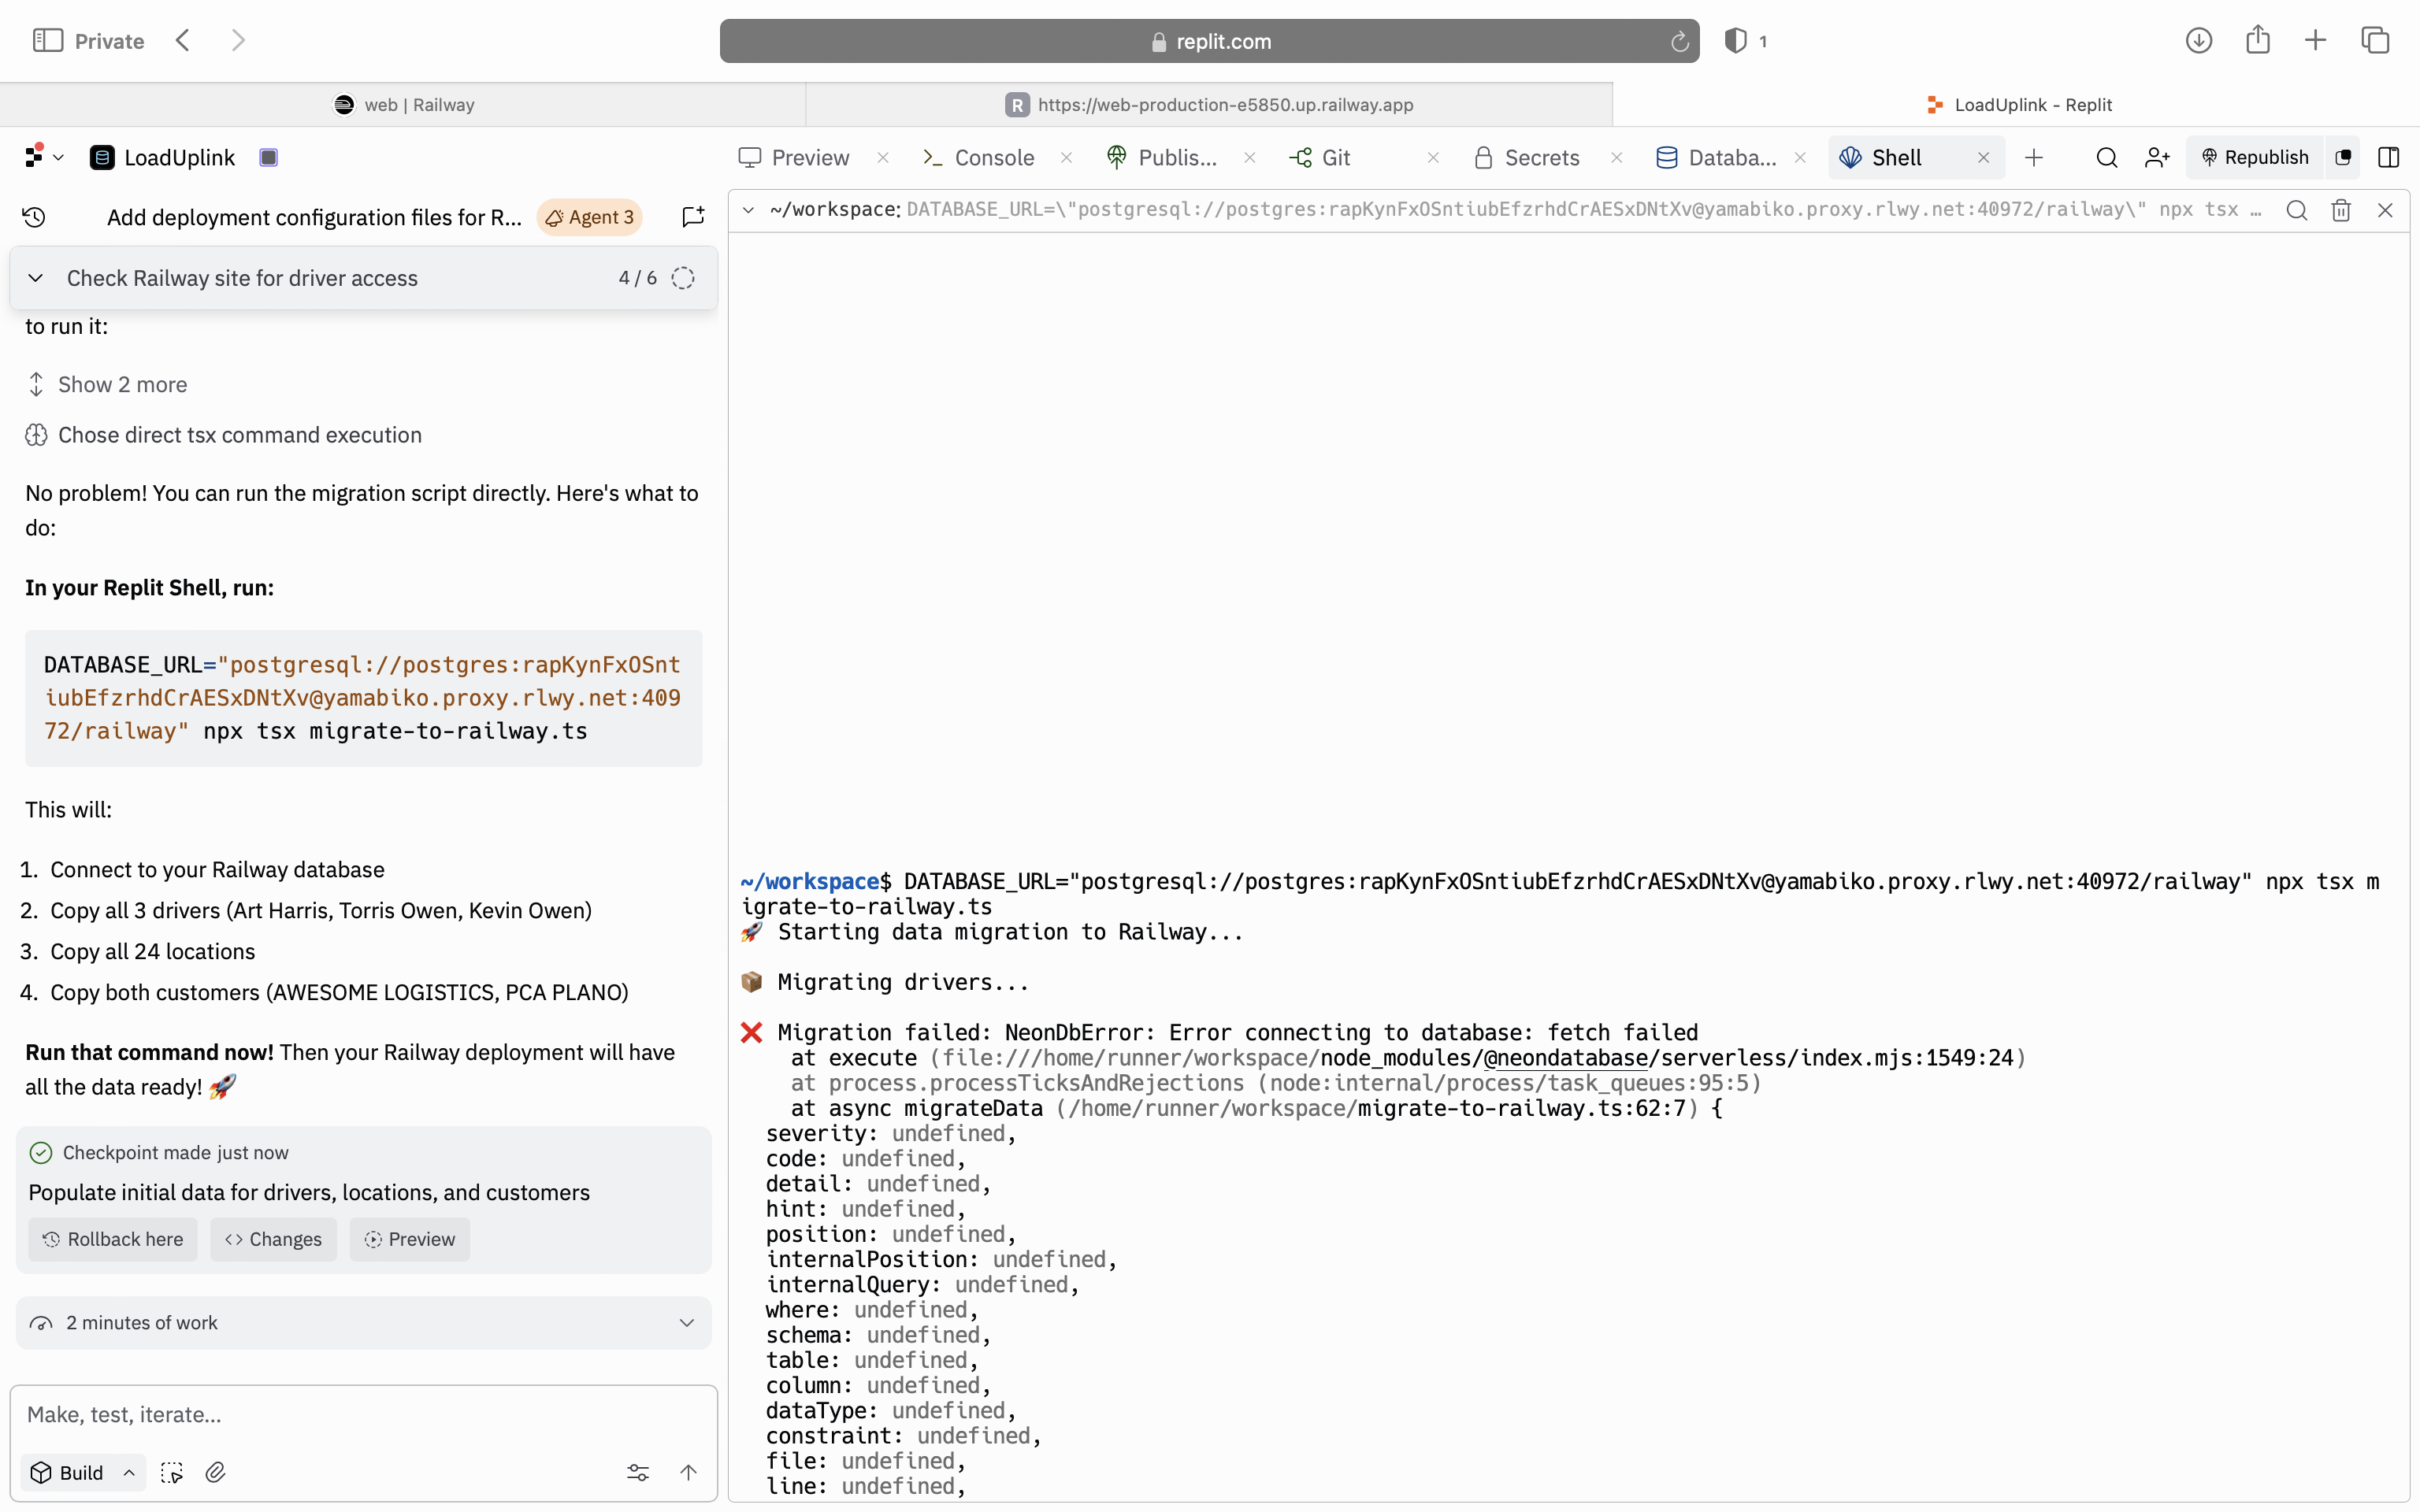 Private
replit.com
1
web | Railway
R https://web-production-e5850.up.railway.app
LoadUplink - Replit
LoadUplink
Preview
Console
Publis...
Git
Secrets
Databa...
Shell
Republish
Add deployment configuration files for R...
Agent 3
~/workspace: DATABASE_URL=\"postgresql://postgres:rapKynFxOSntiubEfzrhdCrAESxDNtXv@yamabiko.proxy.rlwy.net:40972/railway\" npx tsx …
Check Railway site for driver access
4 / 6
to run it:
Show 2 more
Chose direct tsx command execution
No problem! You can run the migration script directly. Here's what to
do:
In your Replit Shell, run:
DATABASE_URL="postgresql://postgres:rapKynFxOSnt
iubEfzrhdCrAESxDNtXv@yamabiko.proxy.rlwy.net:409
72/railway" npx tsx migrate-to-railway.ts
This will:
1. Connect to your Railway database
2. Copy all 3 drivers (Art Harris, Torris Owen, Kevin Owen)
3. Copy all 24 locations
4. Copy both customers (AWESOME LOGISTICS, PCA PLANO)
Run that command now! Then your Railway deployment will have
all the data ready! 🚀
Checkpoint made just now
Populate initial data for drivers, locations, and customers
Rollback here
Changes
Preview
2 minutes of work
Make, test, iterate...
Build
~/workspace$ DATABASE_URL="postgresql://postgres:rapKynFxOSntiubEfzrhdCrAESxDNtXv@yamabiko.proxy.rlwy.net:40972/railway" npx tsx m
igrate-to-railway.ts
🚀 Starting data migration to Railway...
📦 Migrating drivers...
❌ Migration failed: NeonDbError: Error connecting to database: fetch failed
at execute (file:///home/runner/workspace/node_modules/@neondatabase/serverless/index.mjs:1549:24)
at process.processTicksAndRejections (node:internal/process/task_queues:95:5)
at async migrateData (/home/runner/workspace/migrate-to-railway.ts:62:7) {
severity: undefined,
code: undefined,
detail: undefined,
hint: undefined,
position: undefined,
internalPosition: undefined,
internalQuery: undefined,
where: undefined,
schema: undefined,
table: undefined,
column: undefined,
dataType: undefined,
constraint: undefined,
file: undefined,
line: undefined,